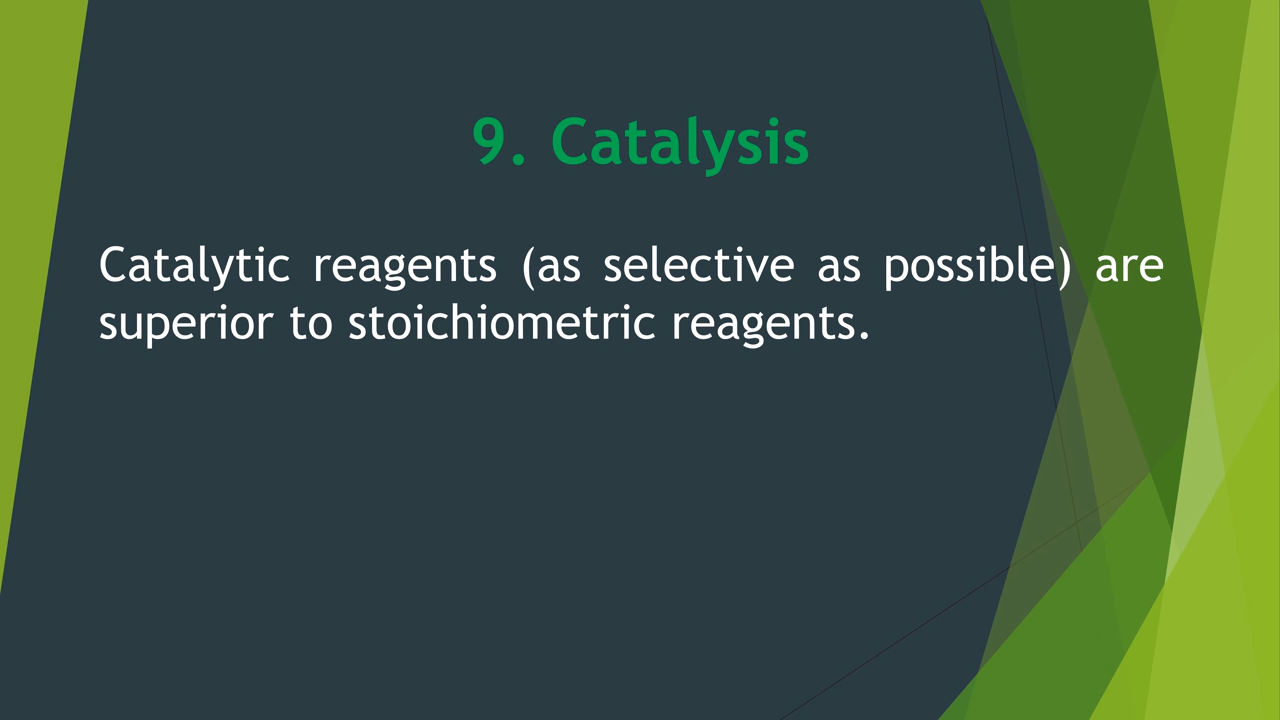 9. Catalysis
Catalytic reagents (as selective as possible) are
superior to stoichiometric reagents.